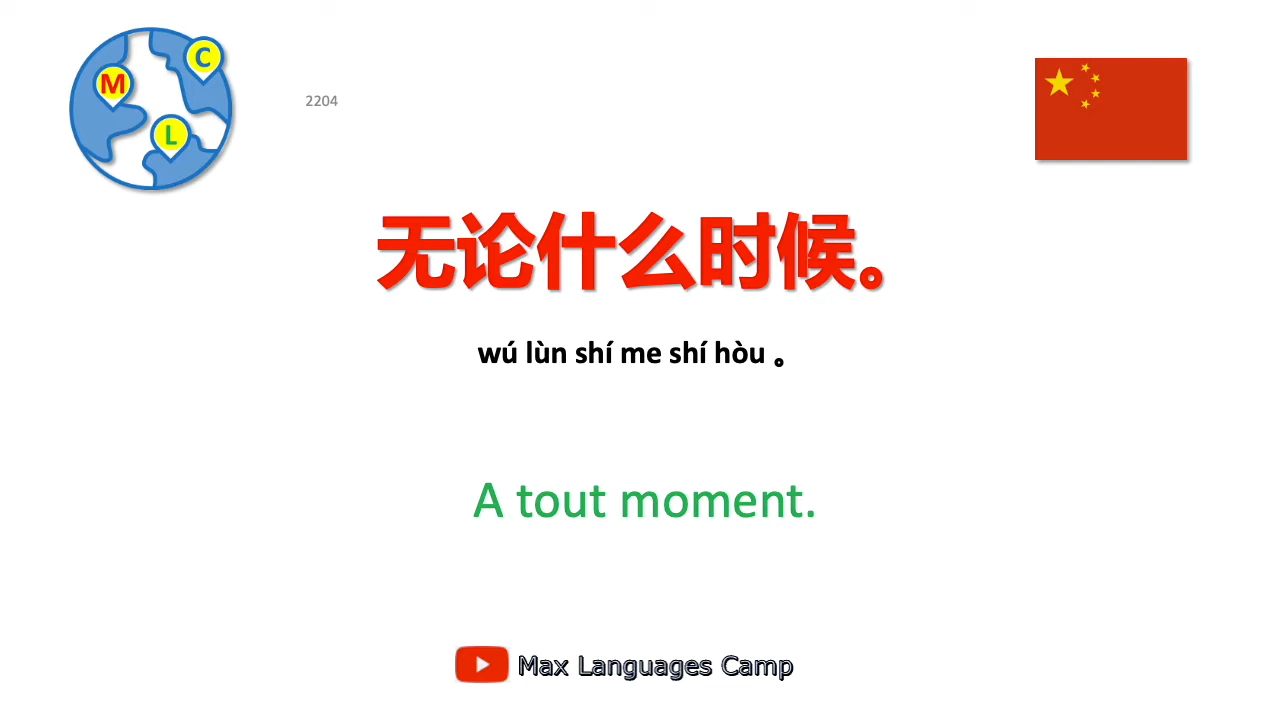 C
M
L
2204
无论什么时候。
wú lùn shí me shí hòu 。
A tout moment.
Max Languages Camp